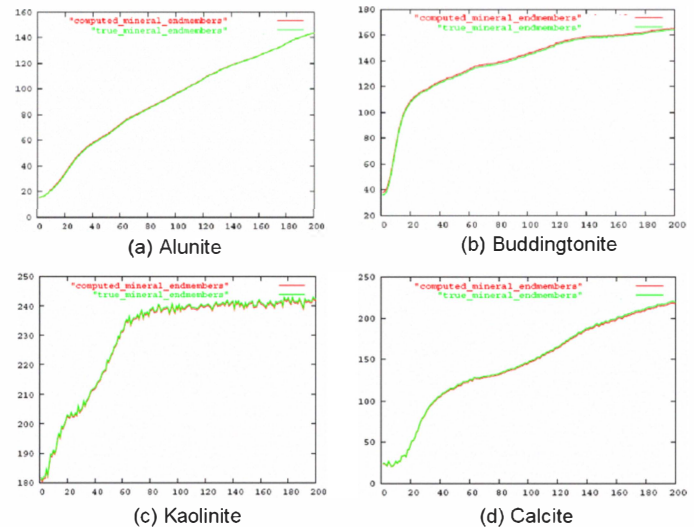 160
"computed_mineral_endmembers"
"true_mineral_endmembers"
140
120
100
80
60
40
20
0
0 20 40 60 80 100 120 140 160 180 200
(a) Alunite
180
"computed_mineral_endmembers"
"true_mineral_endmembers"
160
140
120
100
80
60
40
20
0 20 40 60 80 100 120 140 160 180 200
(b) Buddingtonite
250
"computed_mineral_endmembers"
"true_mineral_endmembers"
240
230
220
210
200
190
180
0 20 40 60 80 100 120 140 160 180 200
(c) Kaolinite
250
"computed_mineral_endmembers"
"true_mineral_endmembers"
200
150
100
50
0
0 20 40 60 80 100 120 140 160 180 200
(d) Calcite